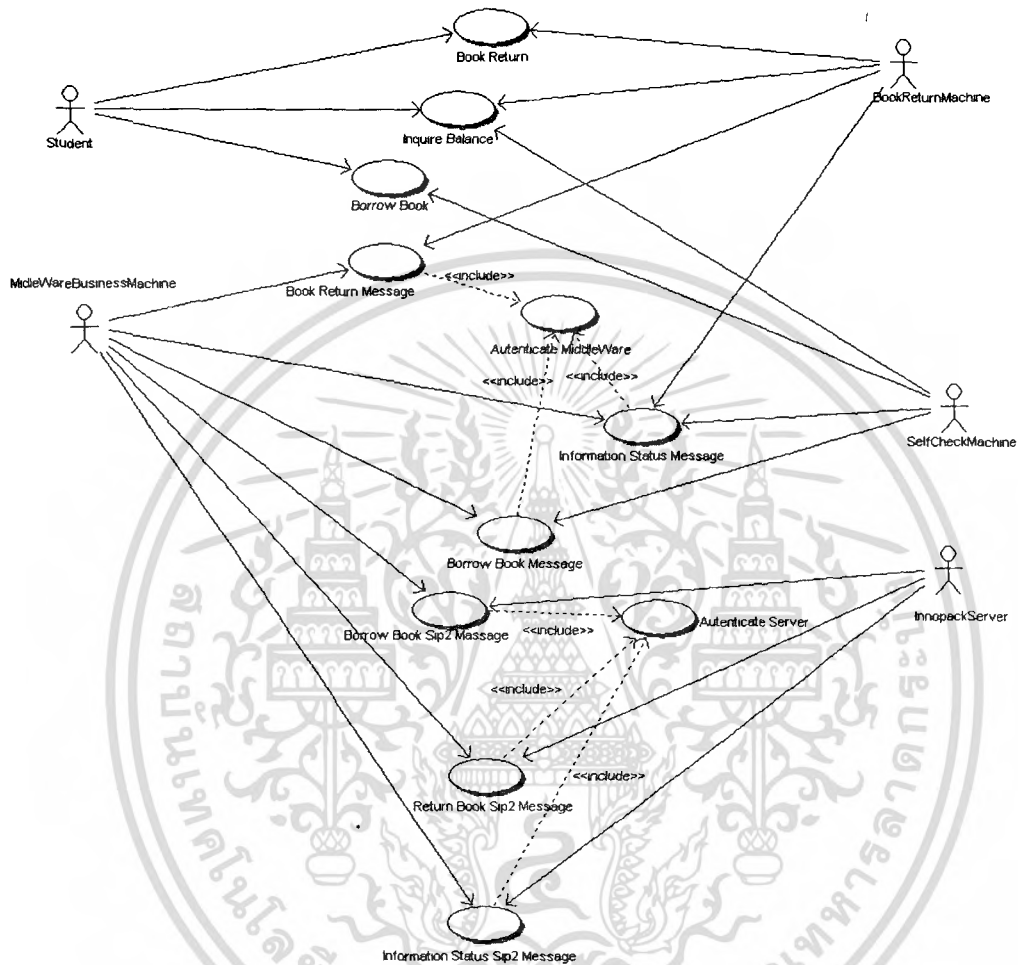 Book Return
BookReturnMachine
Student
Inquire Balance
Borrow Book
MidleWareBusinessMachine
Book Return Message
<<include>>
Autenticate MiddleWare
<<include>>
<<include>>
Information Status Message
SelfCheckMachine
Borrow Book Message
Borrow Book Sip2 Massage
<<include>>
Autenticate Server
InnopackServer
<<include>>
Return Book Sip2 Message
<<include>>
Information Status Sip2 Message